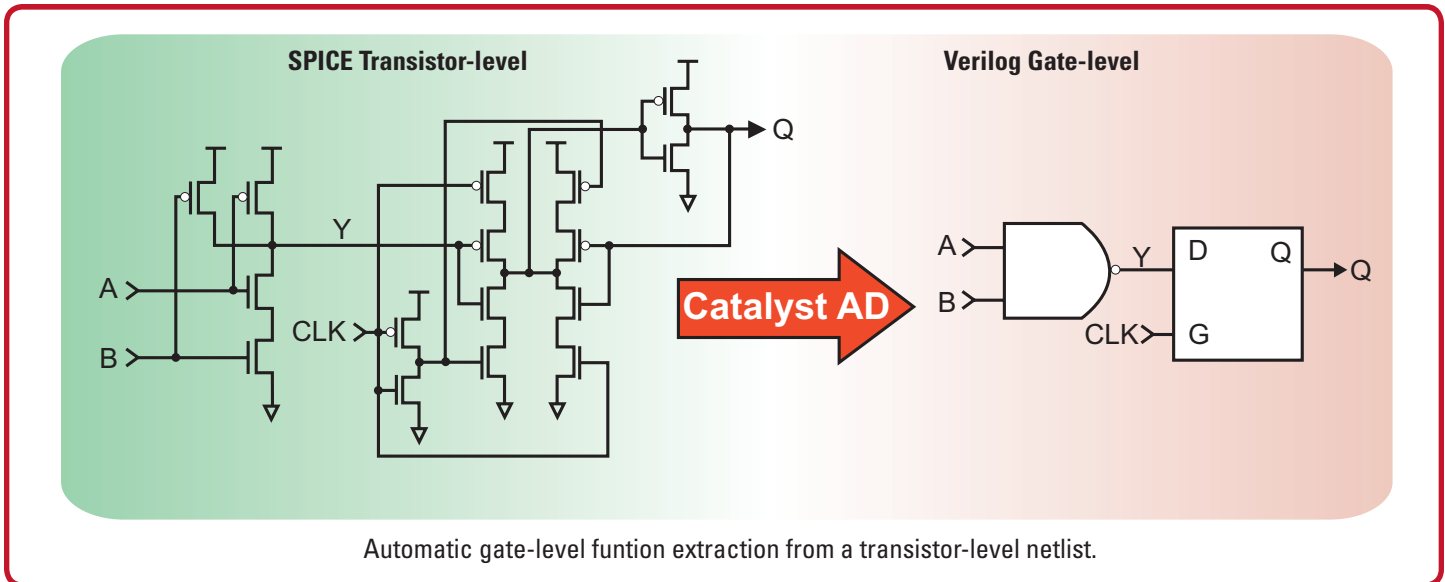 SPICE Transistor-level
Verilog Gate-level
Q
Y
A
B
CLK
Catalyst AD
A
B
Y
CLK
D
Q
G
Q
Automatic gate-level funtion extraction from a transistor-level netlist.